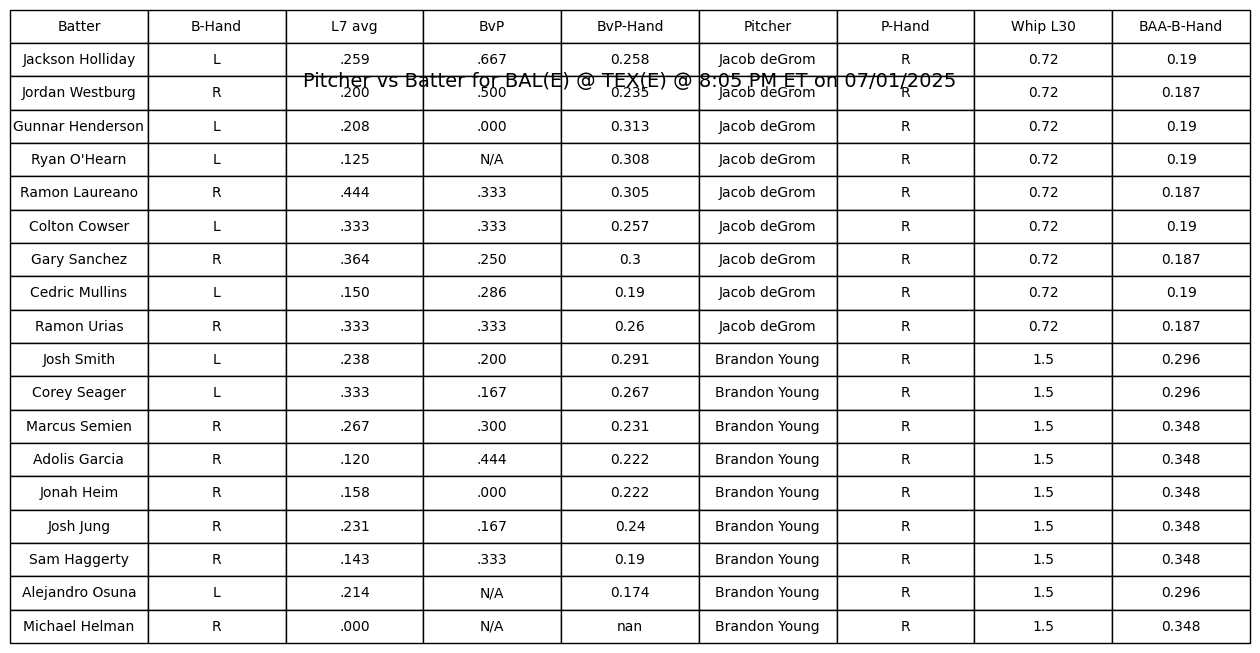 Batter B-Hand L7 avg BvP BvP-Hand Pitcher P-Hand Whip L30 BAA-B-Hand
Jackson Holliday L .259 .667 0.258 Jacob deGrom R 0.72 0.19
Pitcher vs Batter for BAL(E) @ TEX(E) @ 8:05 PM ET on 07/01/2025
Jordan Westburg R .200 .500 0.235 Jacob deGrom R 0.72 0.187
Gunnar Henderson L .208 .000 0.313 Jacob deGrom R 0.72 0.19
Ryan O'Hearn L .125 N/A 0.308 Jacob deGrom R 0.72 0.19
Ramon Laureano R .444 .333 0.305 Jacob deGrom R 0.72 0.187
Colton Cowser L .333 .333 0.257 Jacob deGrom R 0.72 0.19
Gary Sanchez R .364 .250 0.3 Jacob deGrom R 0.72 0.187
Cedric Mullins L .150 .286 0.19 Jacob deGrom R 0.72 0.19
Ramon Urias R .333 .333 0.26 Jacob deGrom R 0.72 0.187
Josh Smith L .238 .200 0.291 Brandon Young R 1.5 0.296
Corey Seager L .333 .167 0.267 Brandon Young R 1.5 0.296
Marcus Semien R .267 .300 0.231 Brandon Young R 1.5 0.348
Adolis Garcia R .120 .444 0.222 Brandon Young R 1.5 0.348
Jonah Heim R .158 .000 0.222 Brandon Young R 1.5 0.348
Josh Jung R .231 .167 0.24 Brandon Young R 1.5 0.348
Sam Haggerty R .143 .333 0.19 Brandon Young R 1.5 0.348
Alejandro Osuna L .214 N/A 0.174 Brandon Young R 1.5 0.296
Michael Helman R .000 N/A nan Brandon Young R 1.5 0.348